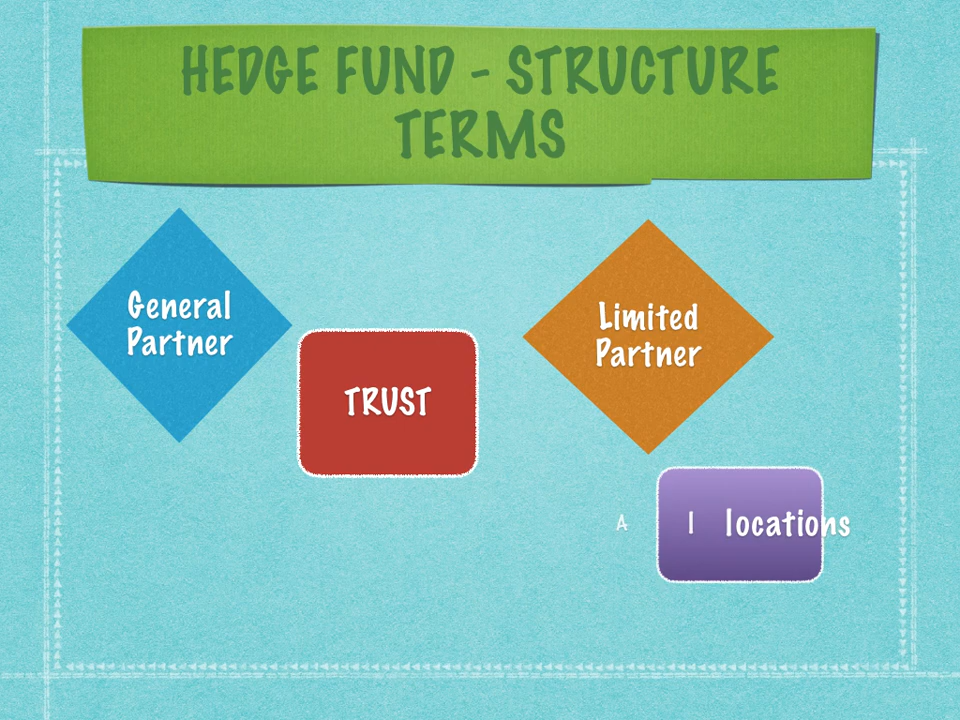 HEDGE FUND - STRUCTURE
TERMS
General
Partner
Limited
Partner
TRUST
A l locations